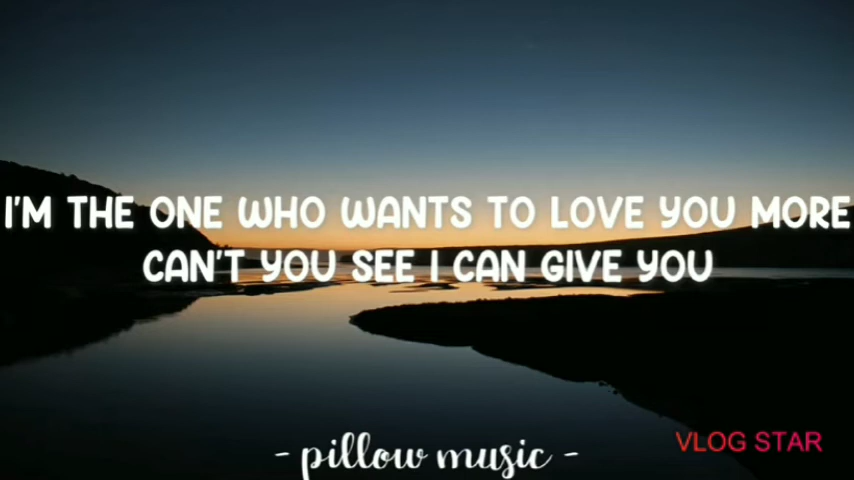 I'M THE ONE WHO WANTS TO LOVE YOU MORE
CAN'T YOU SEE I CAN GIVE YOU
- pillow music -
VLOG STAR